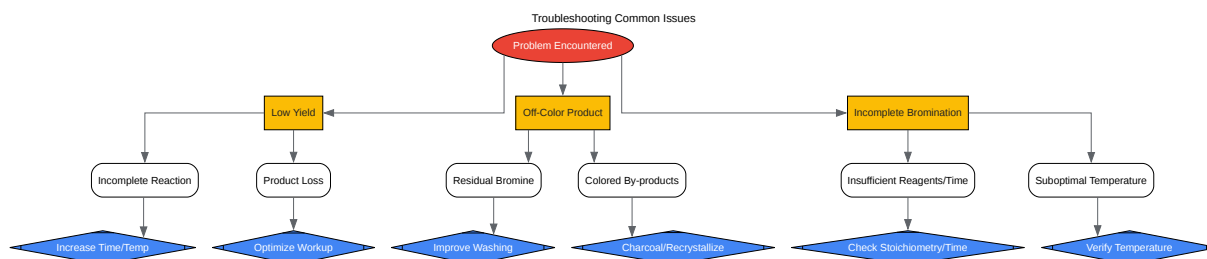 Troubleshooting Common Issues
Problem Encountered
Low Yield
Off-Color Product
Incomplete Bromination
Incomplete Reaction
Product Loss
Residual Bromine
Colored By-products
Insufficient Reagents/Time
Suboptimal Temperature
Increase Time/Temp
Optimize Workup
Improve Washing
Charcoal/Recrystallize
Check Stoichiometry/Time
Verify Temperature